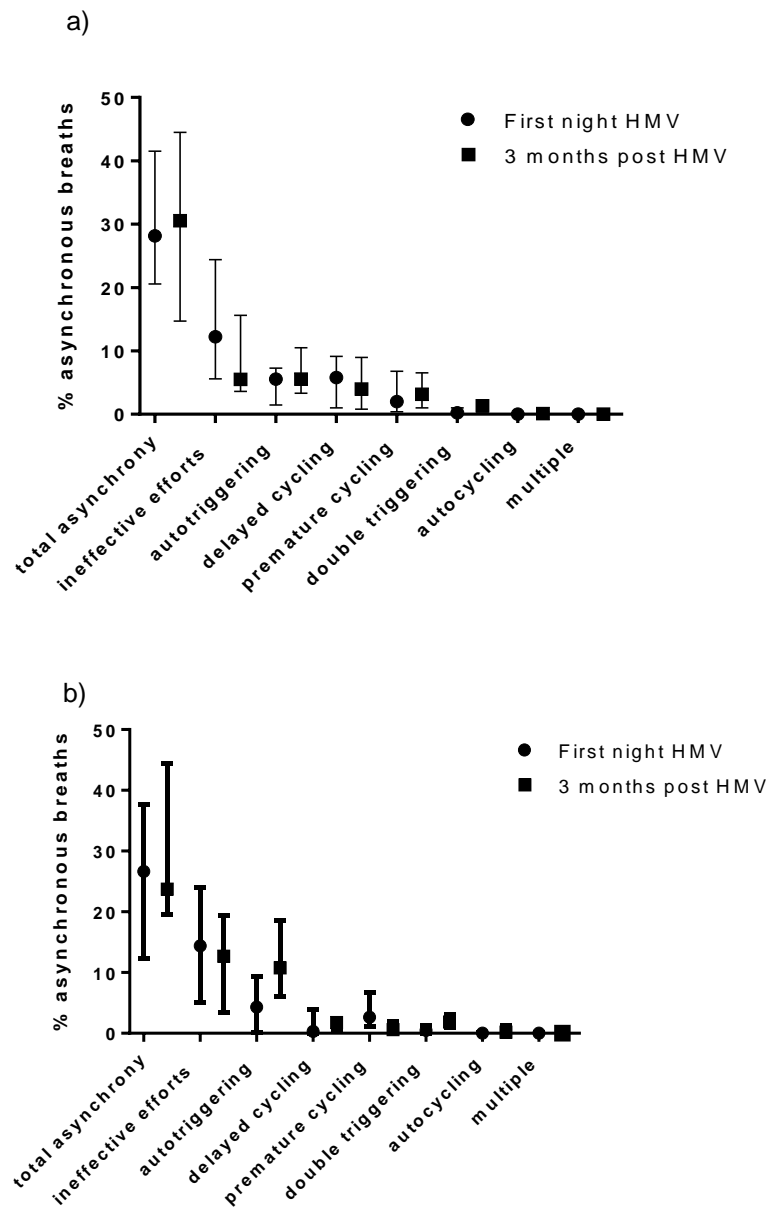 a)
50
First night HMV
3 months post HMV
40
30
20
10
0
% asynchronous breaths
total asynchrony
ineffective efforts
autotriggering
delayed cycling
premature cycling
double triggering
autocycling
multiple
b)
50
First night HMV
3 months post HMV
40
30
20
10
0
% asynchronous breaths
total asynchrony
ineffective efforts
autotriggering
delayed cycling
premature cycling
double triggering
autocycling
multiple